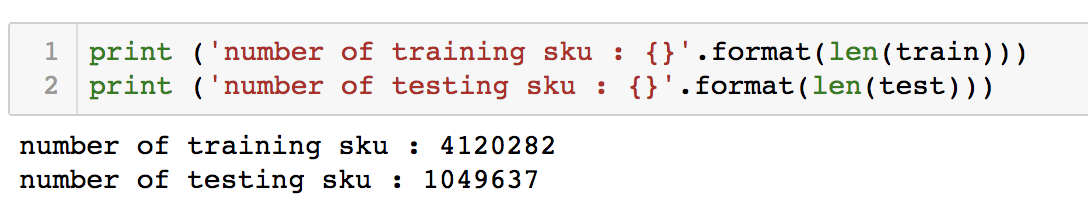 1 print ('number of training sku : {}'.format(len(train)))
2 print ('number of testing sku : {}'.format(len(test)))
number of training sku : 4120282
number of testing sku : 1049637